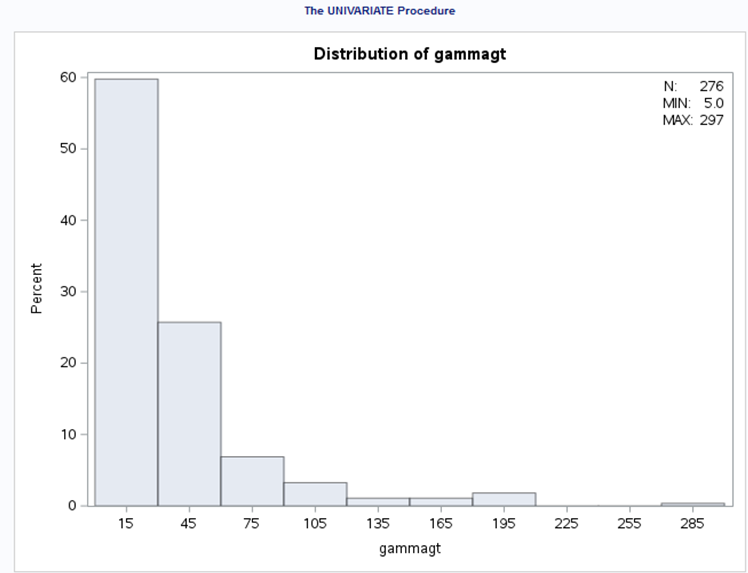 The UNIVARIATE Procedure
Distribution of gammagt
N: 276
MIN: 5.0
MAX: 297
60
50
40
30
20
10
0
Percent
15 45 75 105 135 165 195 225 255 285
gammagt